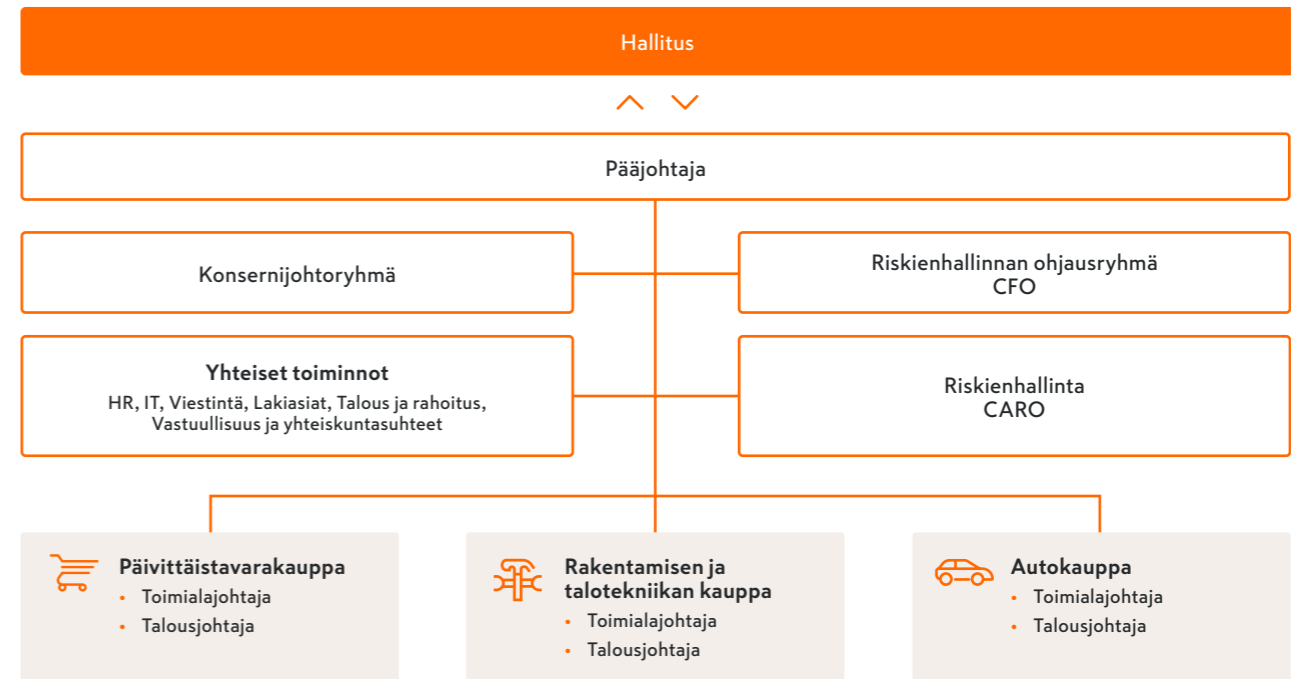 Hallitus
Pääjohtaja
Konsernijohtoryhmä
Riskienhallinnan ohjausryhmä
CFO
Yhteiset toiminnot
HR, IT, Viestintä, Lakiasiat, Talous ja rahoitus,
Vastuullisuus ja yhteiskuntasuhteet
Riskienhallinta
CARO
Päivittäistavarakauppa
• Toimialajohtaja
• Talousjohtaja
Rakentamisen ja
talotekniikan kauppa
• Toimialajohtaja
• Talousjohtaja
Autokauppa
• Toimialajohtaja
• Talousjohtaja